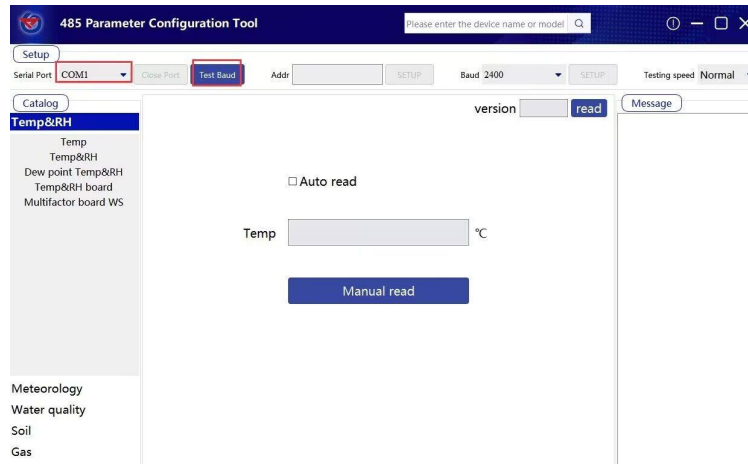 485 Parameter Configuration Tool
Please enter the device name or model
Setup
Serial Port COM1 Close Port Test Baud Addr SETUP Baud 2400 SETUP Testing speed Normal
Catalog
version read
Message
Temp&RH
Temp
Temp&RH
Dew point Temp&RH
Temp&RH board
Multifactor board WS
Auto read
Temp ℃
Manual read
Meteorology
Water quality
Soil
Gas